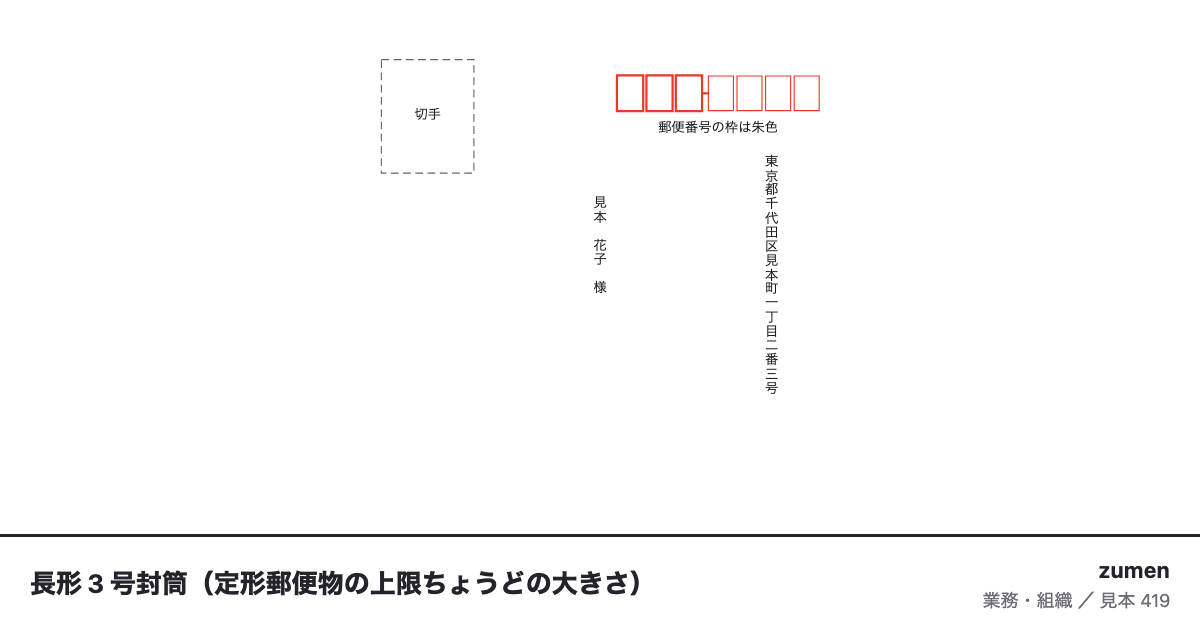 切手
郵便番号の枠は朱色
東京都千代田区見本町一丁目二番三号
見本　花子　様
長形3号封筒（定形郵便物の上限ちょうどの大きさ）
zumen
業務・組織／見本 419